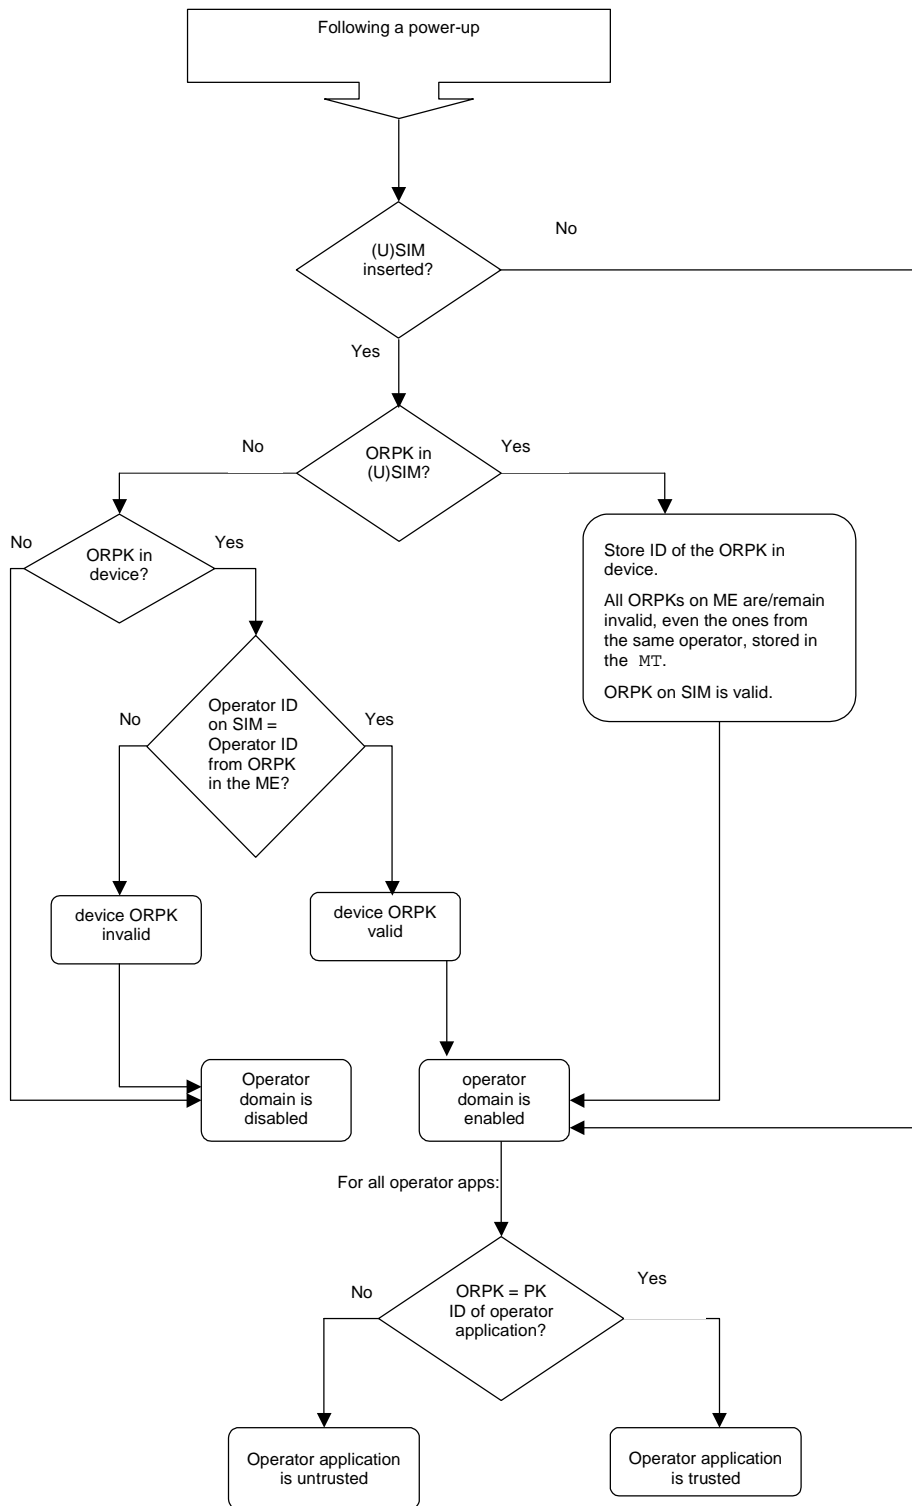 Following a power-up
No
(U)SIM
inserted?
Yes
No
ORPK in
(U)SIM?
Yes
No
ORPK in
device?
Yes
Store ID of the ORPK in
device.
All ORPKs on ME are/remain
invalid, even the ones from
the same operator, stored in
the MT.
ORPK on SIM is valid.
No
Operator ID
on SIM =
Operator ID
from ORPK
in the ME?
Yes
device ORPK
invalid
device ORPK
valid
Operator
domain is
disabled
operator
domain is
enabled
For all operator apps:
No
ORPK = PK
ID of operator
application?
Yes
Operator application
is untrusted
Operator application
is trusted